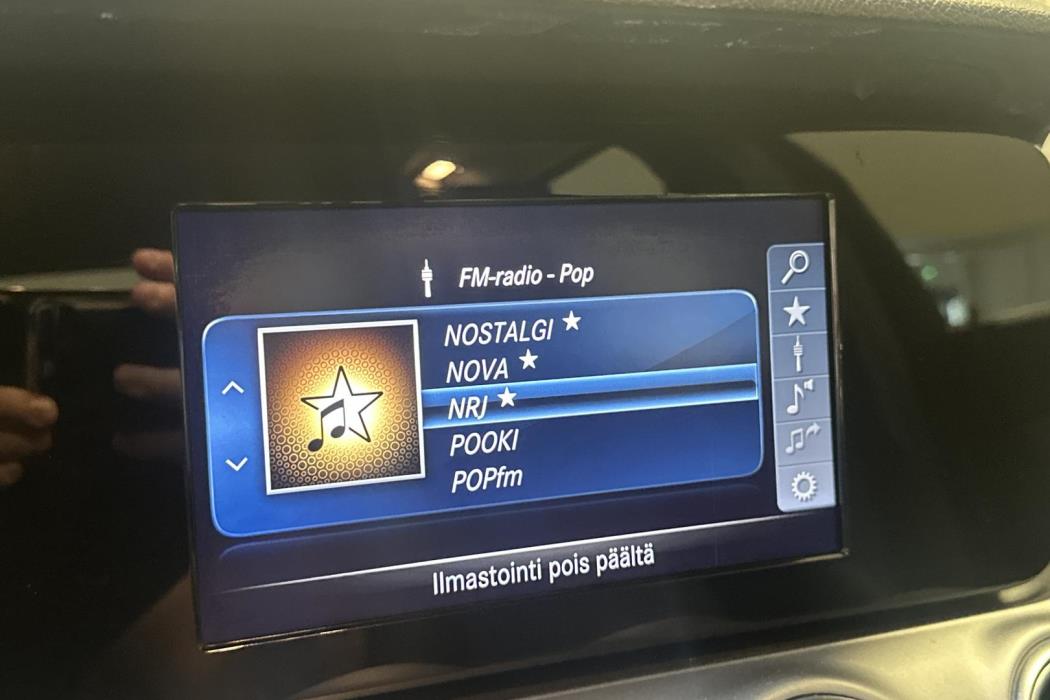 FM-radio - Pop
NOSTALGI
NOVA
NRJ
POOKI
POPfm
Ilmastointi pois päältä